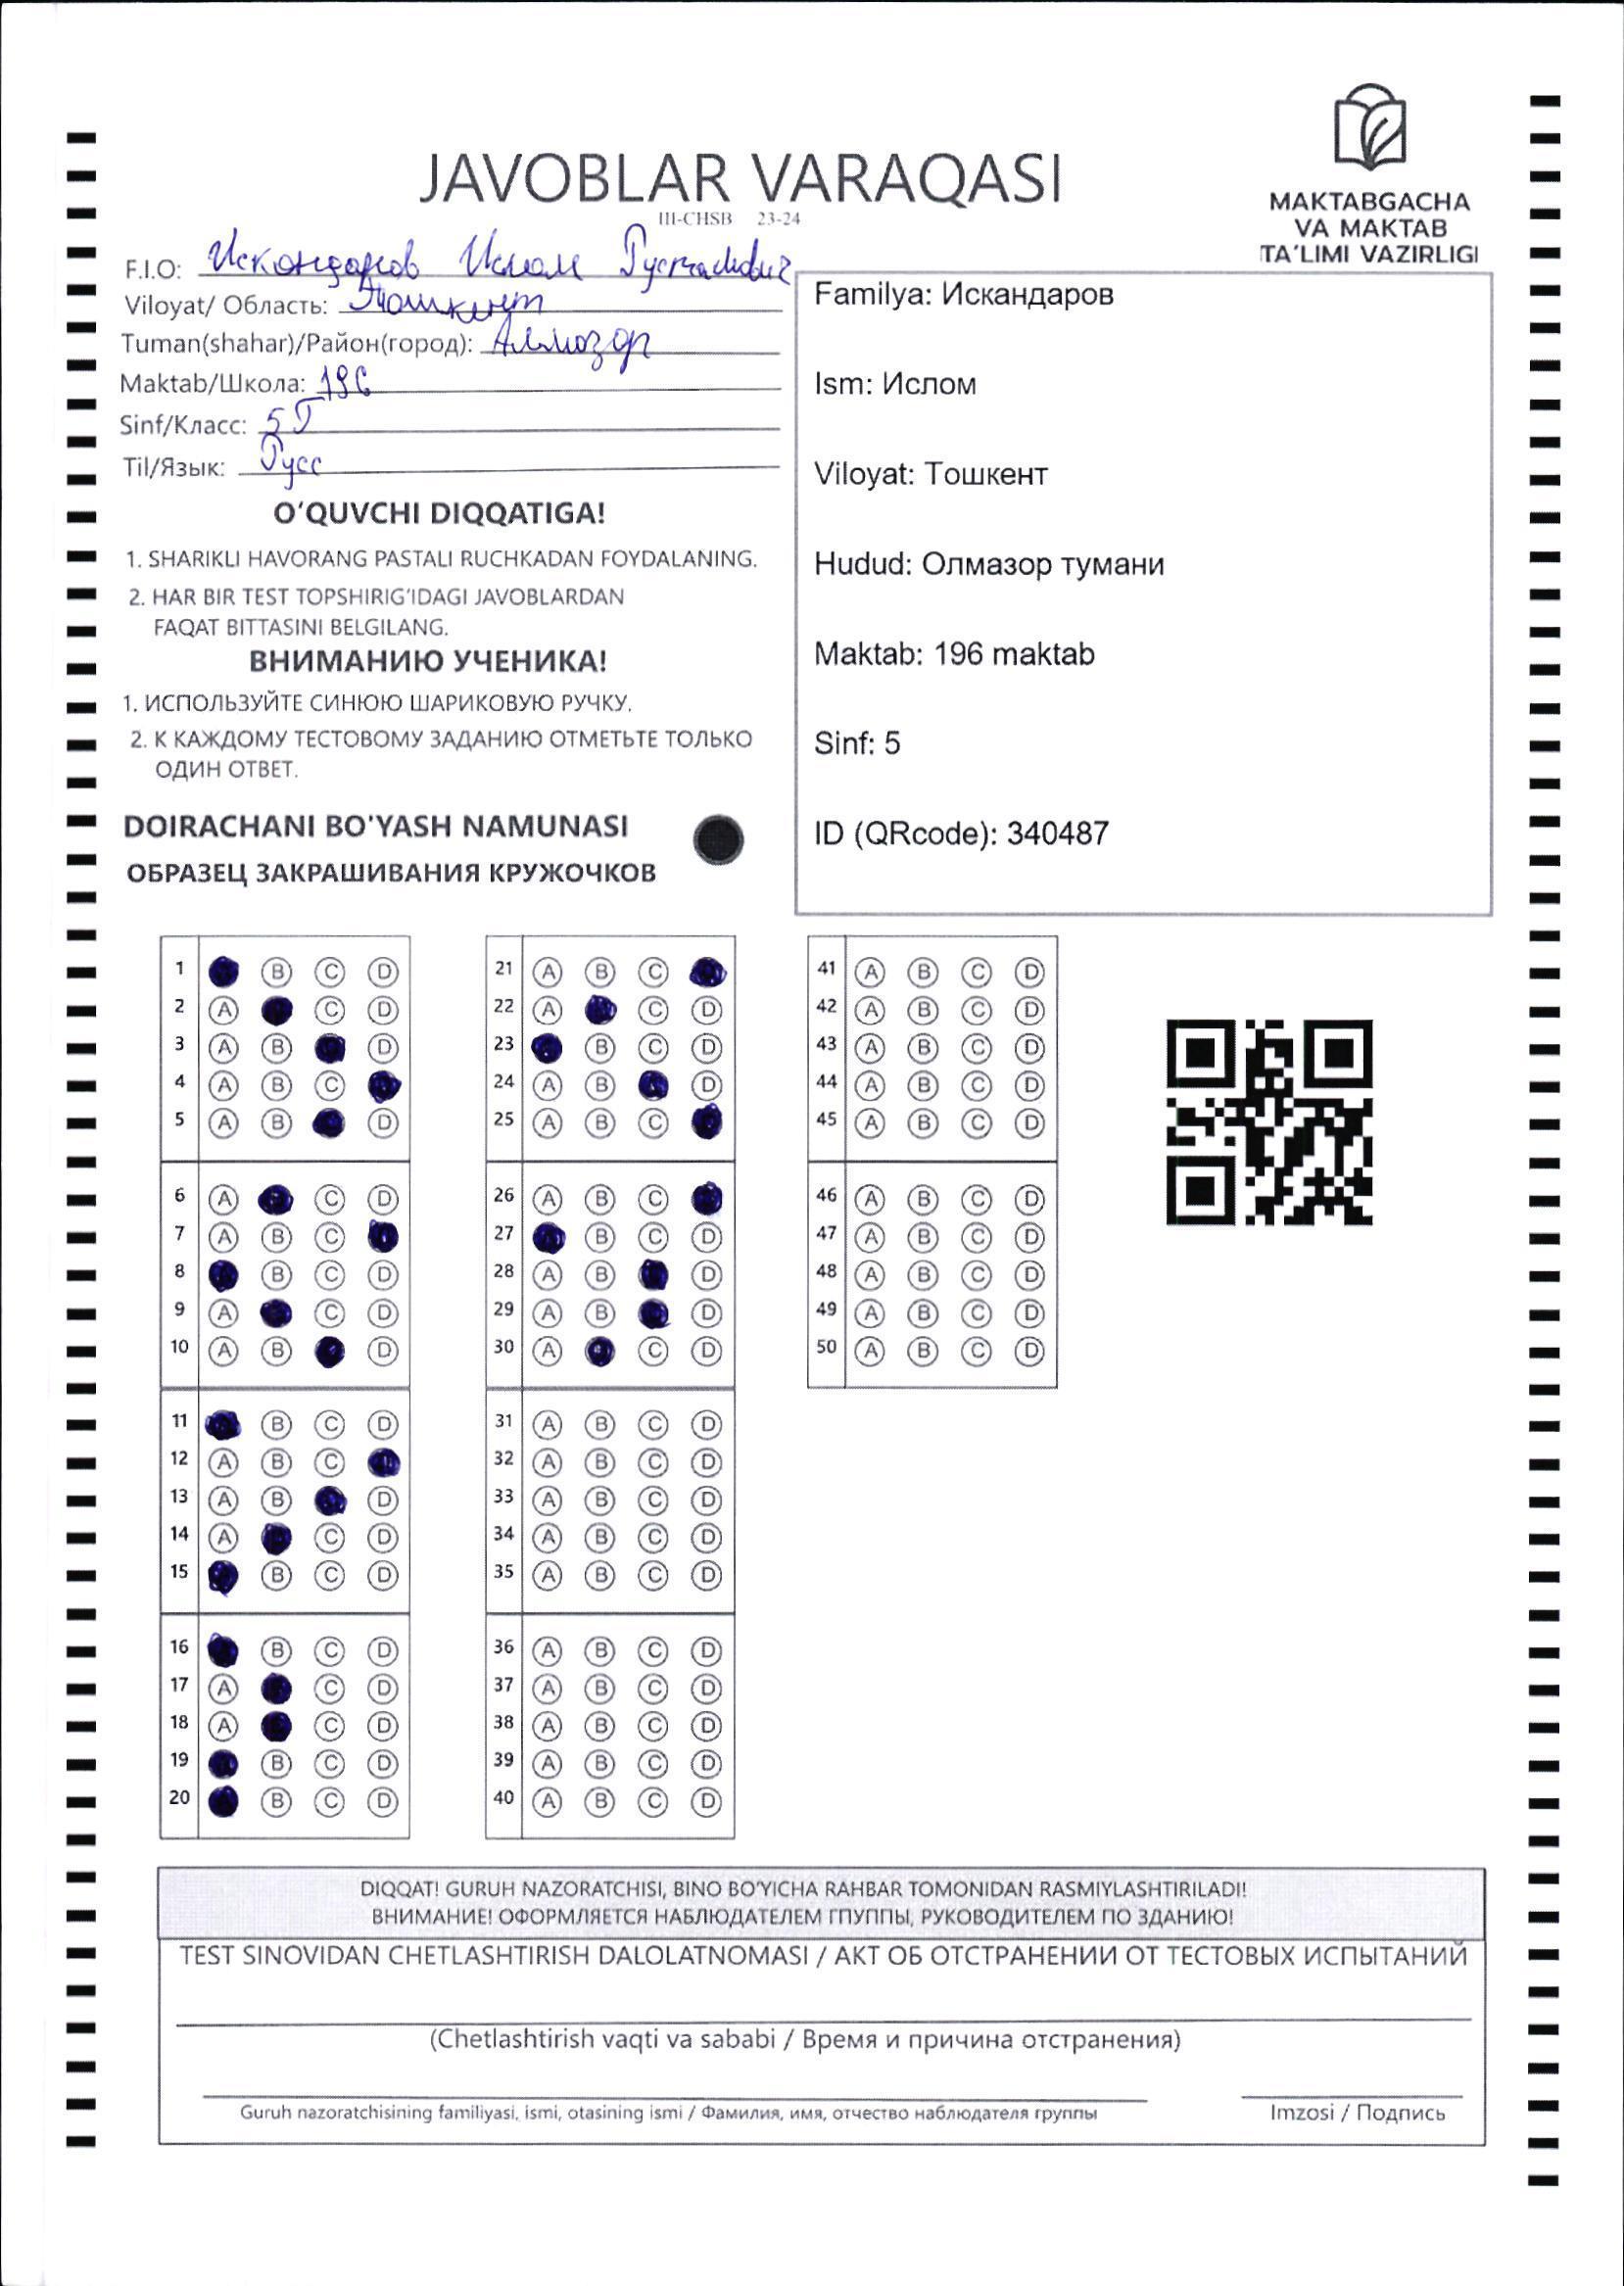 JAVOBLAR VARAQASI
III-CHSB 23-24
MAKTABGACHA
VA MAKTAB
TA'LIMI VAZIRLIGI
F.I.O: Искандаров Ислом Рустамович
Viloyat/ Область: Тошкент
Tuman(shahar)/Район(город): Алмозор
Maktab/Школа: 196
Sinf/Класс: 5 Г
Til/Язык: Русс
O'QUVCHI DIQQATIGA!
1. SHARIKLI HAVORANG PASTALI RUCHKADAN FOYDALANING.
2. HAR BIR TEST TOPSHIRIG'IDAGI JAVOBLARDAN
FAQAT BITTASINI BELGILANG.
ВНИМАНИЮ УЧЕНИКА!
1. ИСПОЛЬЗУЙТЕ СИНЮЮ ШАРИКОВУЮ РУЧКУ.
2. К КАЖДОМУ ТЕСТОВОМУ ЗАДАНИЮ ОТМЕТЬТЕ ТОЛЬКО
ОДИН ОТВЕТ.
DOIRACHANI BO'YASH NAMUNASI
ОБРАЗЕЦ ЗАКРАШИВАНИЯ КРУЖОЧКОВ
Familya: Искандаров
Ism: Ислом
Viloyat: Тошкент
Hudud: Олмазор тумани
Maktab: 196 maktab
Sinf: 5
ID (QRcode): 340487
1 B C D
2 A C D
3 A B D
4 A B C
5 A B D
6 A C D
7 A B C
8 B C D
9 A C D
10 A B D
11 B C D
12 A B C
13 A B D
14 A C D
15 B C D
16 B C D
17 A C D
18 A C D
19 B C D
20 B C D
21 A B C
22 A C D
23 B C D
24 A B D
25 A B C
26 A B C
27 B C D
28 A B D
29 A B D
30 A C D
31 A B C D
32 A B C D
33 A B C D
34 A B C D
35 A B C D
36 A B C D
37 A B C D
38 A B C D
39 A B C D
40 A B C D
41 A B C D
42 A B C D
43 A B C D
44 A B C D
45 A B C D
46 A B C D
47 A B C D
48 A B C D
49 A B C D
50 A B C D
DIQQAT! GURUH NAZORATCHISI, BINO BO'YICHA RAHBAR TOMONIDAN RASMIYLASHTIRILADI!
ВНИМАНИЕ! ОФОРМЛЯЕТСЯ НАБЛЮДАТЕЛЕМ ГПУППЫ, РУКОВОДИТЕЛЕМ ПО ЗДАНИЮ!
TEST SINOVIDAN CHETLASHTIRISH DALOLATNOMASI / АКТ ОБ ОТСТРАНЕНИИ ОТ ТЕСТОВЫХ ИСПЫТАНИЙ
(Chetlashtirish vaqti va sababi / Время и причина отстранения)
Guruh nazoratchisining familiyasi, ismi, otasining ismi / Фамилия, имя, отчество наблюдателя группы
Imzosi / Подпись